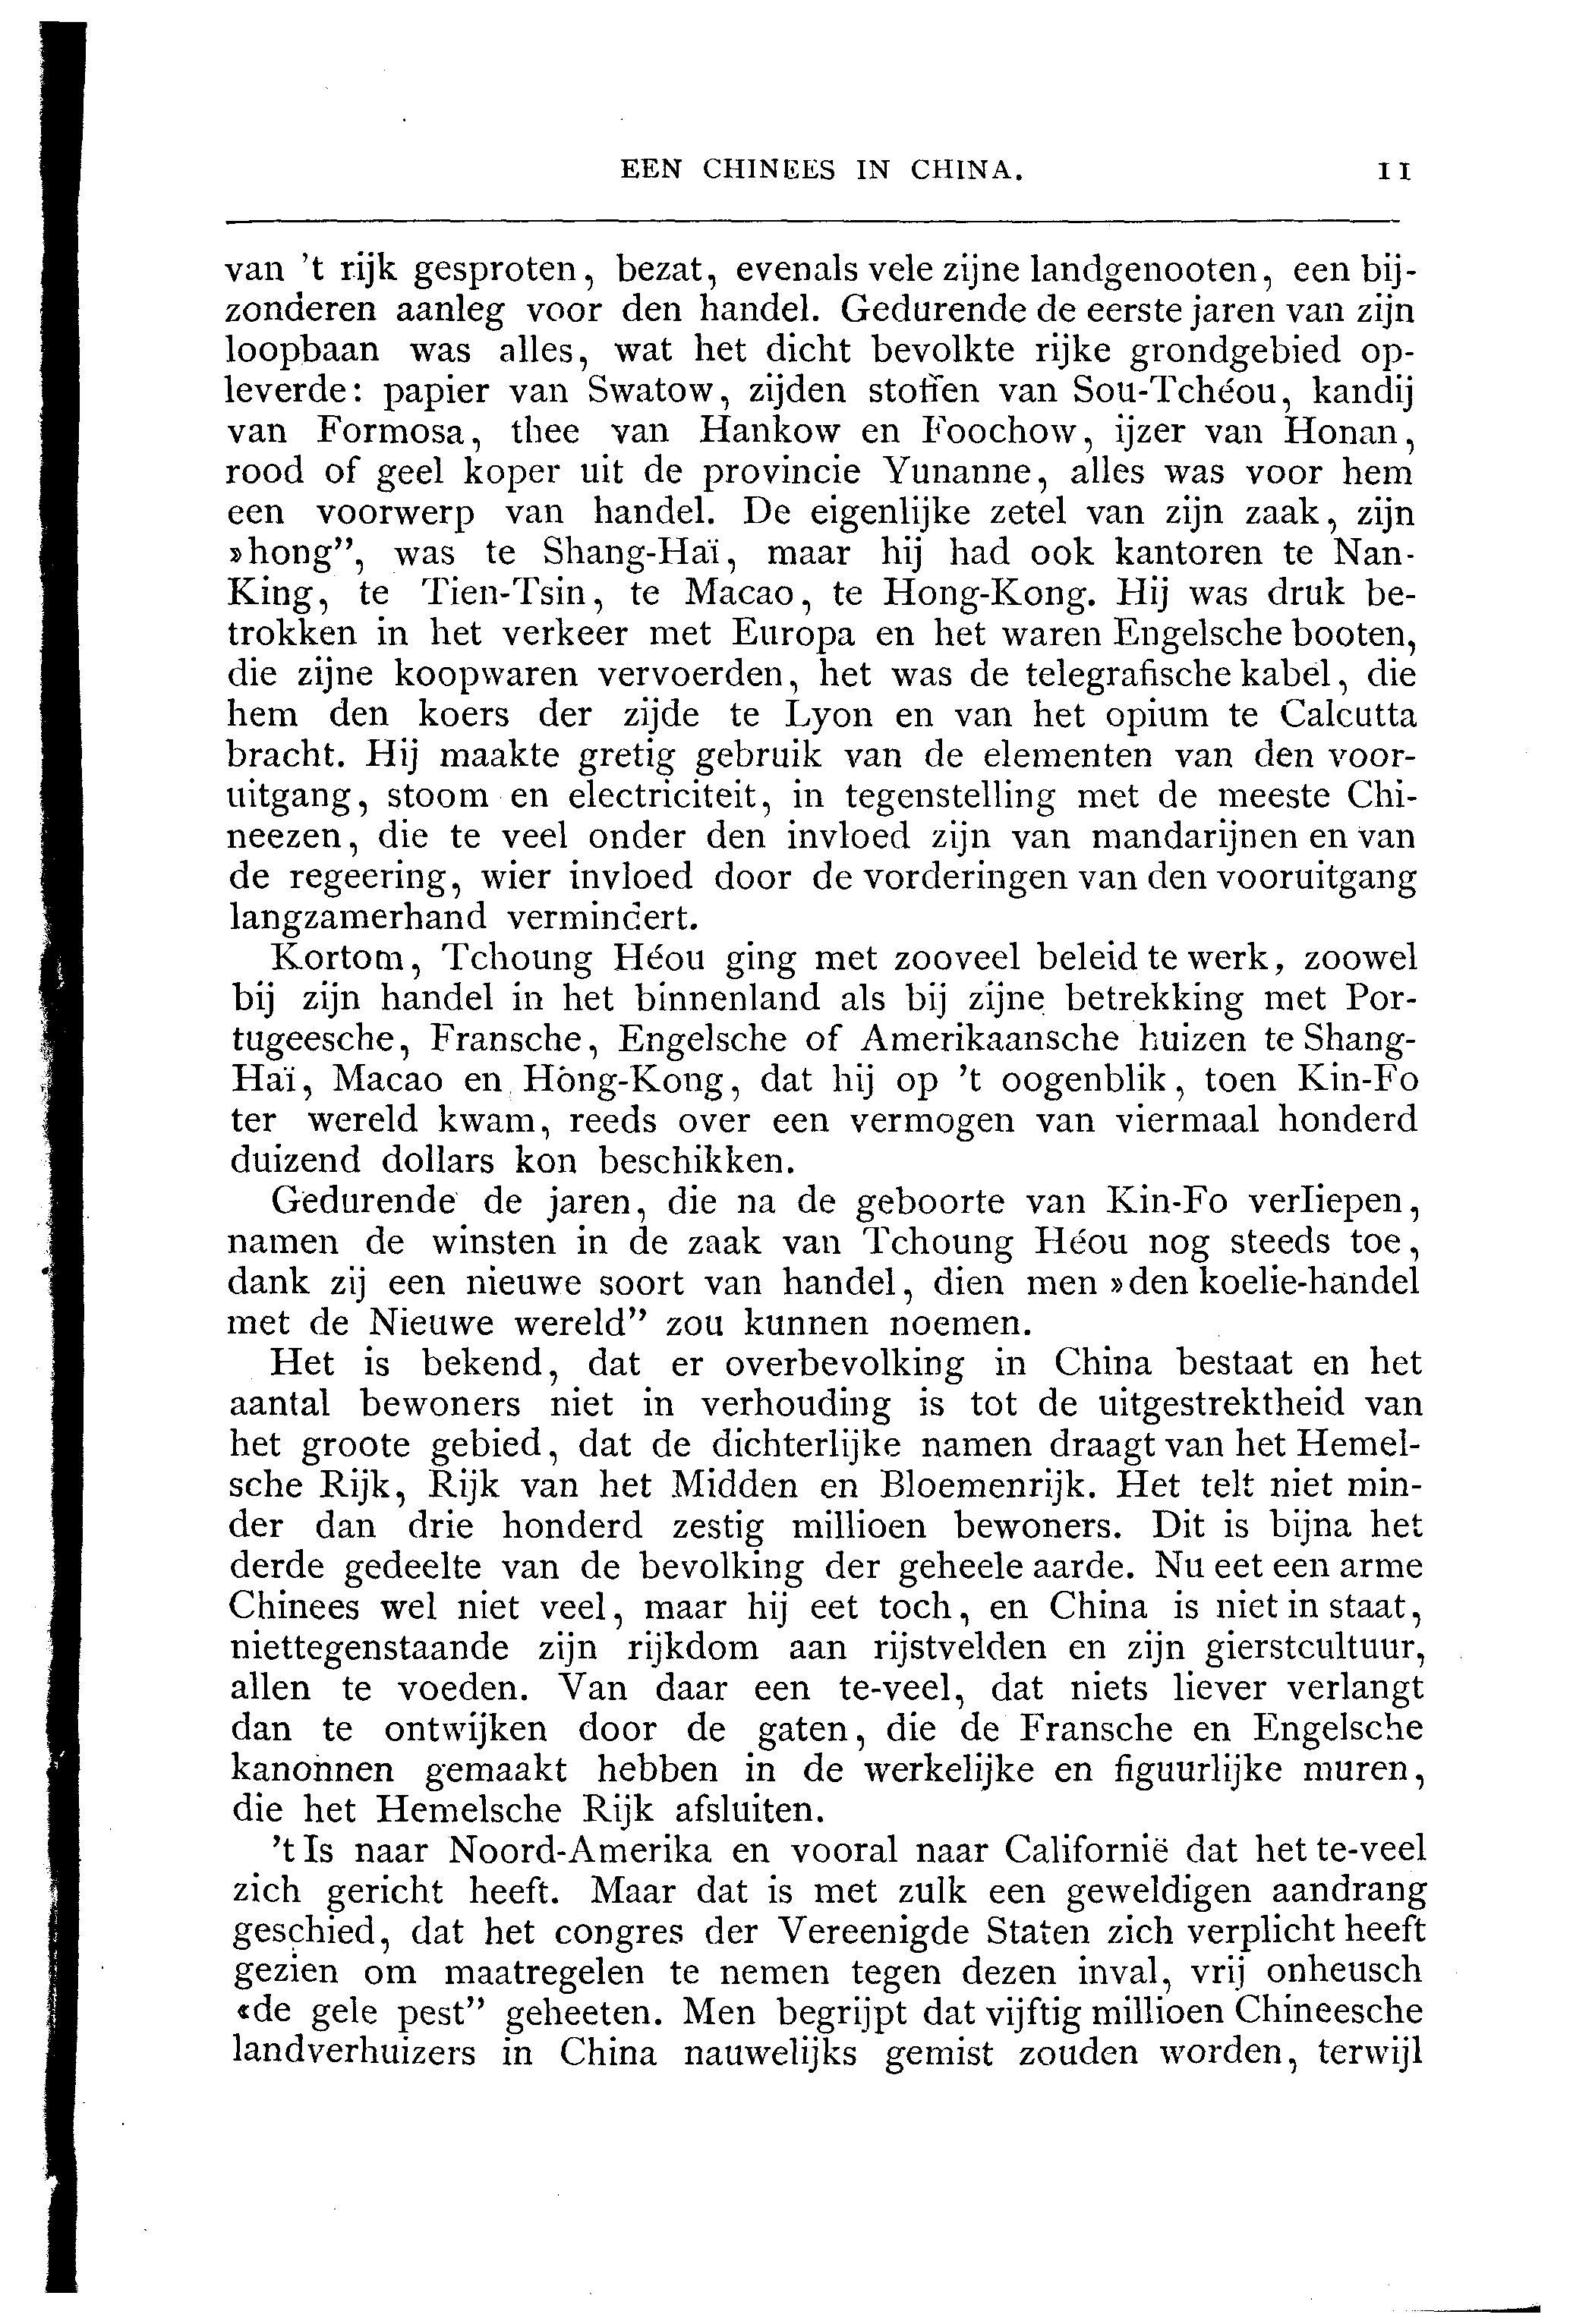 EEN CHINEES IN CHINA. 11
van 't rijk gesproten, bezat, evenals vele zijne landgenooten, een bij-
zonderen aanleg voor den handel. Gedurende de eerste jaren van zijn
loopbaan was alles, wat het dicht bevolkte rijke grondgebied op-
leverde: papier van Swatow, zijden stoffen van Sou-Tchéou, kandij
van Formosa, thee van Hankow en Foochow, ijzer van Honan,
rood of geel koper uit de provincie Yunanne, alles was voor hem
een voorwerp van handel. De eigenlijke zetel van zijn zaak, zijn
»hong”, was te Shang-Haï, maar hij had ook kantoren te Nan-
King, te Tien-Tsin, te Macao, te Hong-Kong. Hij was druk be-
trokken in het verkeer met Europa en het waren Engelsche booten,
die zijne koopwaren vervoerden, het was de telegrafische kabel, die
hem den koers der zijde te Lyon en van het opium te Calcutta
bracht. Hij maakte gretig gebruik van de elementen van den voor-
uitgang, stoom en electriciteit, in tegenstelling met de meeste Chi-
neezen, die te veel onder den invloed zijn van mandarijnen en van
de regeering, wier invloed door de vorderingen van den vooruitgang
langzamerhand vermindert.
Kortom, Tchoung Héou ging met zooveel beleid te werk, zoowel
bij zijn handel in het binnenland als bij zijne betrekking met Por-
tugeesche, Fransche, Engelsche of Amerikaansche huizen te Shang-
Haï, Macao en Hong-Kong, dat hij op 't oogenblik, toen Kin-Fo
ter wereld kwam, reeds over een vermogen van viermaal honderd
duizend dollars kon beschikken.
Gedurende de jaren, die na de geboorte van Kin-Fo verliepen,
namen de winsten in de zaak van Tchoung Héou nog steeds toe,
dank zij een nieuwe soort van handel, dien men »den koelie-handel
met de Nieuwe wereld” zou kunnen noemen.
Het is bekend, dat er overbevolking in China bestaat en het
aantal bewoners niet in verhouding is tot de uitgestrektheid van
het groote gebied, dat de dichterlijke namen draagt van het Hemel-
sche Rijk, Rijk van het Midden en Bloemenrijk. Het telt niet min-
der dan drie honderd zestig millioen bewoners. Dit is bijna het
derde gedeelte van de bevolking der geheele aarde. Nu eet een arme
Chinees wel niet veel, maar hij eet toch, en China is niet in staat,
niettegenstaande zijn rijkdom aan rijstvelden en zijn gierstcultuur,
allen te voeden. Van daar een te-veel, dat niets liever verlangt
dan te ontwijken door de gaten, die de Fransche en Engelsche
kanonnen gemaakt hebben in de werkelijke en figuurlijke muren,
die het Hemelsche Rijk afsluiten.
't Is naar Noord-Amerika en vooral naar Californië dat het te-veel
zich gericht heeft. Maar dat is met zulk een geweldigen aandrang
geschied, dat het congres der Vereenigde Staten zich verplicht heeft
gezien om maatregelen te nemen tegen dezen inval, vrij onheusch
«de gele pest” geheeten. Men begrijpt dat vijftig millioen Chineesche
landverhuizers in China nauwelijks gemist zouden worden, terwijl